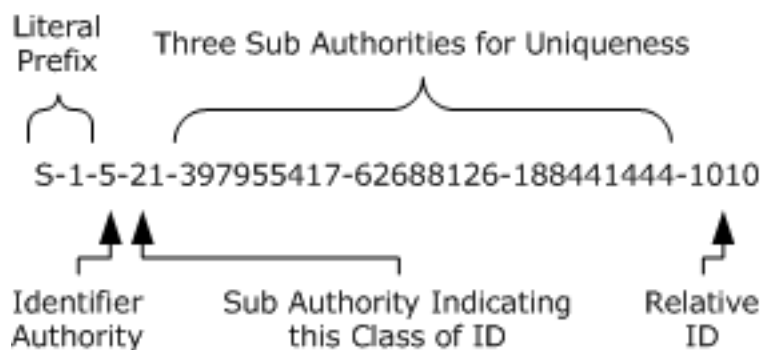 Literal
Prefix
Three Sub Authorities for Uniqueness
S-1-5-21-397955417-62688126-188441444-1010
Identifier
Authority
Sub Authority Indicating
this Class of ID
Relative
ID